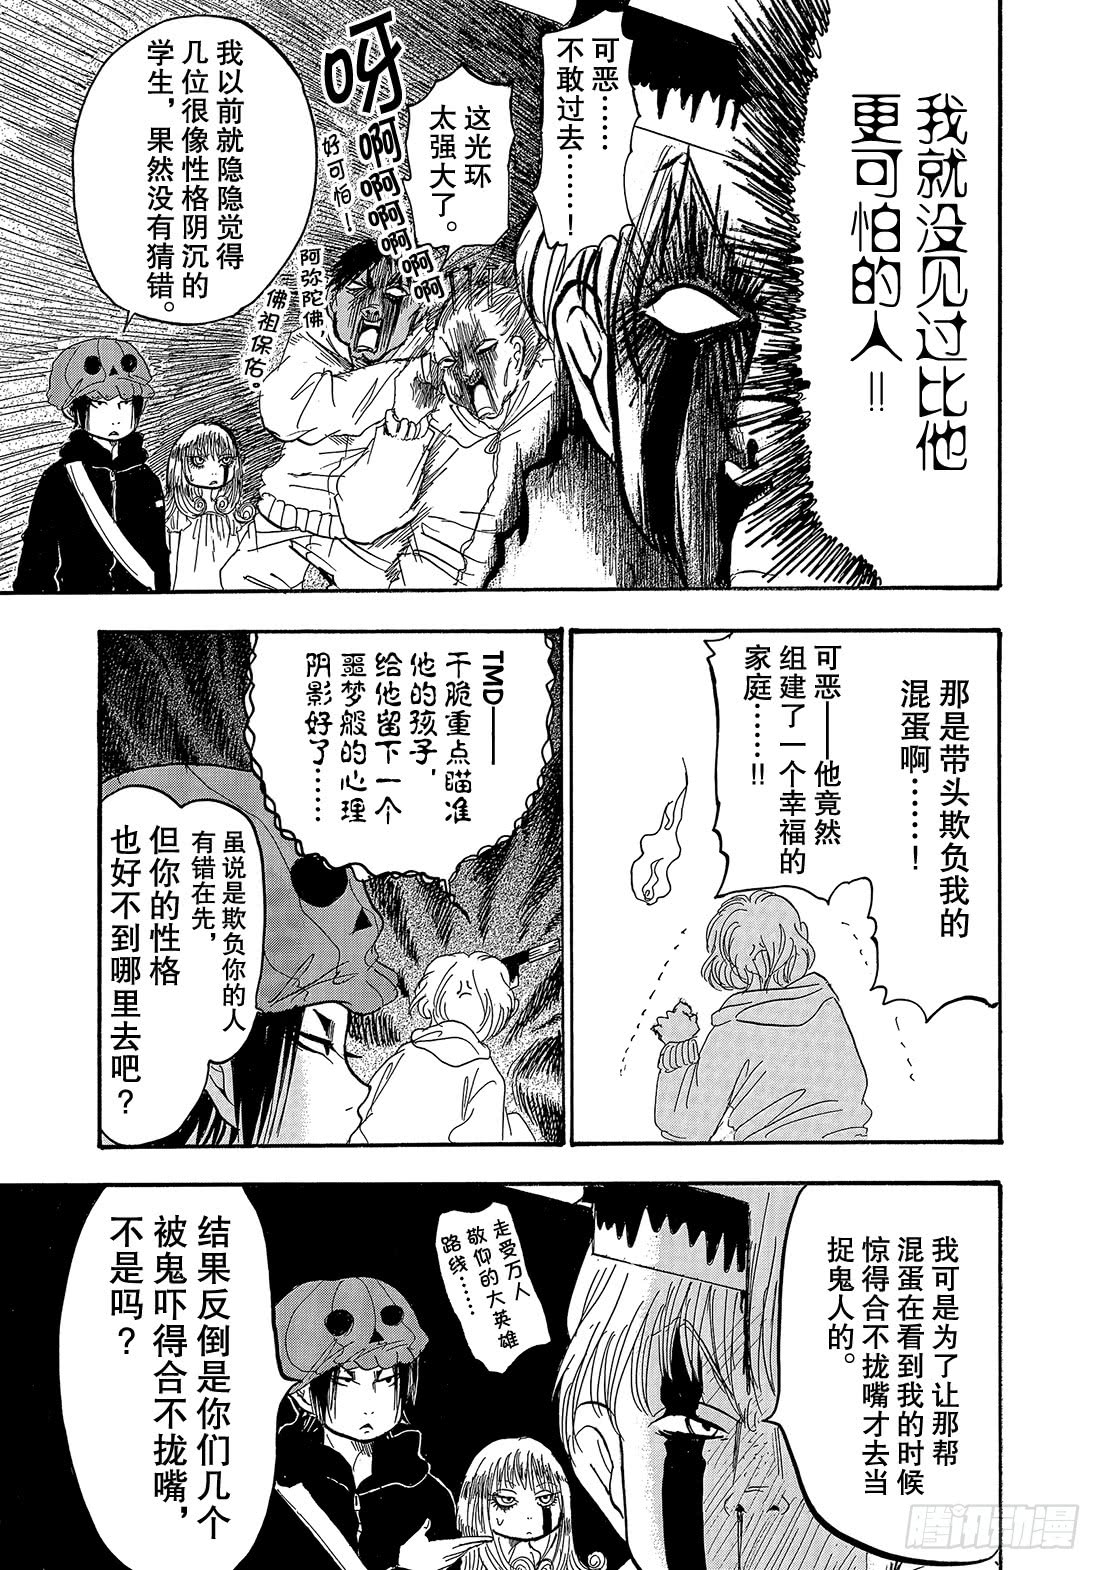 我就没见过比他
更可怕的人!!
可恶……
不敢过去……!
这光环
太强大了。
呀啊啊啊啊啊啊
好可怕!
阿弥陀佛，
佛祖保佑。
我以前就隐隐觉得
几位很像性格阴沉的
学生，果然没有猜错。
那是带头欺负我的
混蛋啊……!
可恶——他竟然
组建了一个幸福的
家庭……!!
TMD——
干脆重点瞄准
他的孩子，
给他留下一个
噩梦般的心理
阴影好了……
虽说是欺负你的人
有错在先，
但你的性格
也好不到哪里去吧?
我可是为了让那帮
混蛋在看到我的时候
惊得合不拢嘴才去当
捉鬼人的。
走受万人
敬仰的大英雄
路线……
结果反倒是你们几个
被鬼吓得合不拢嘴，
不是吗?
腾讯动漫